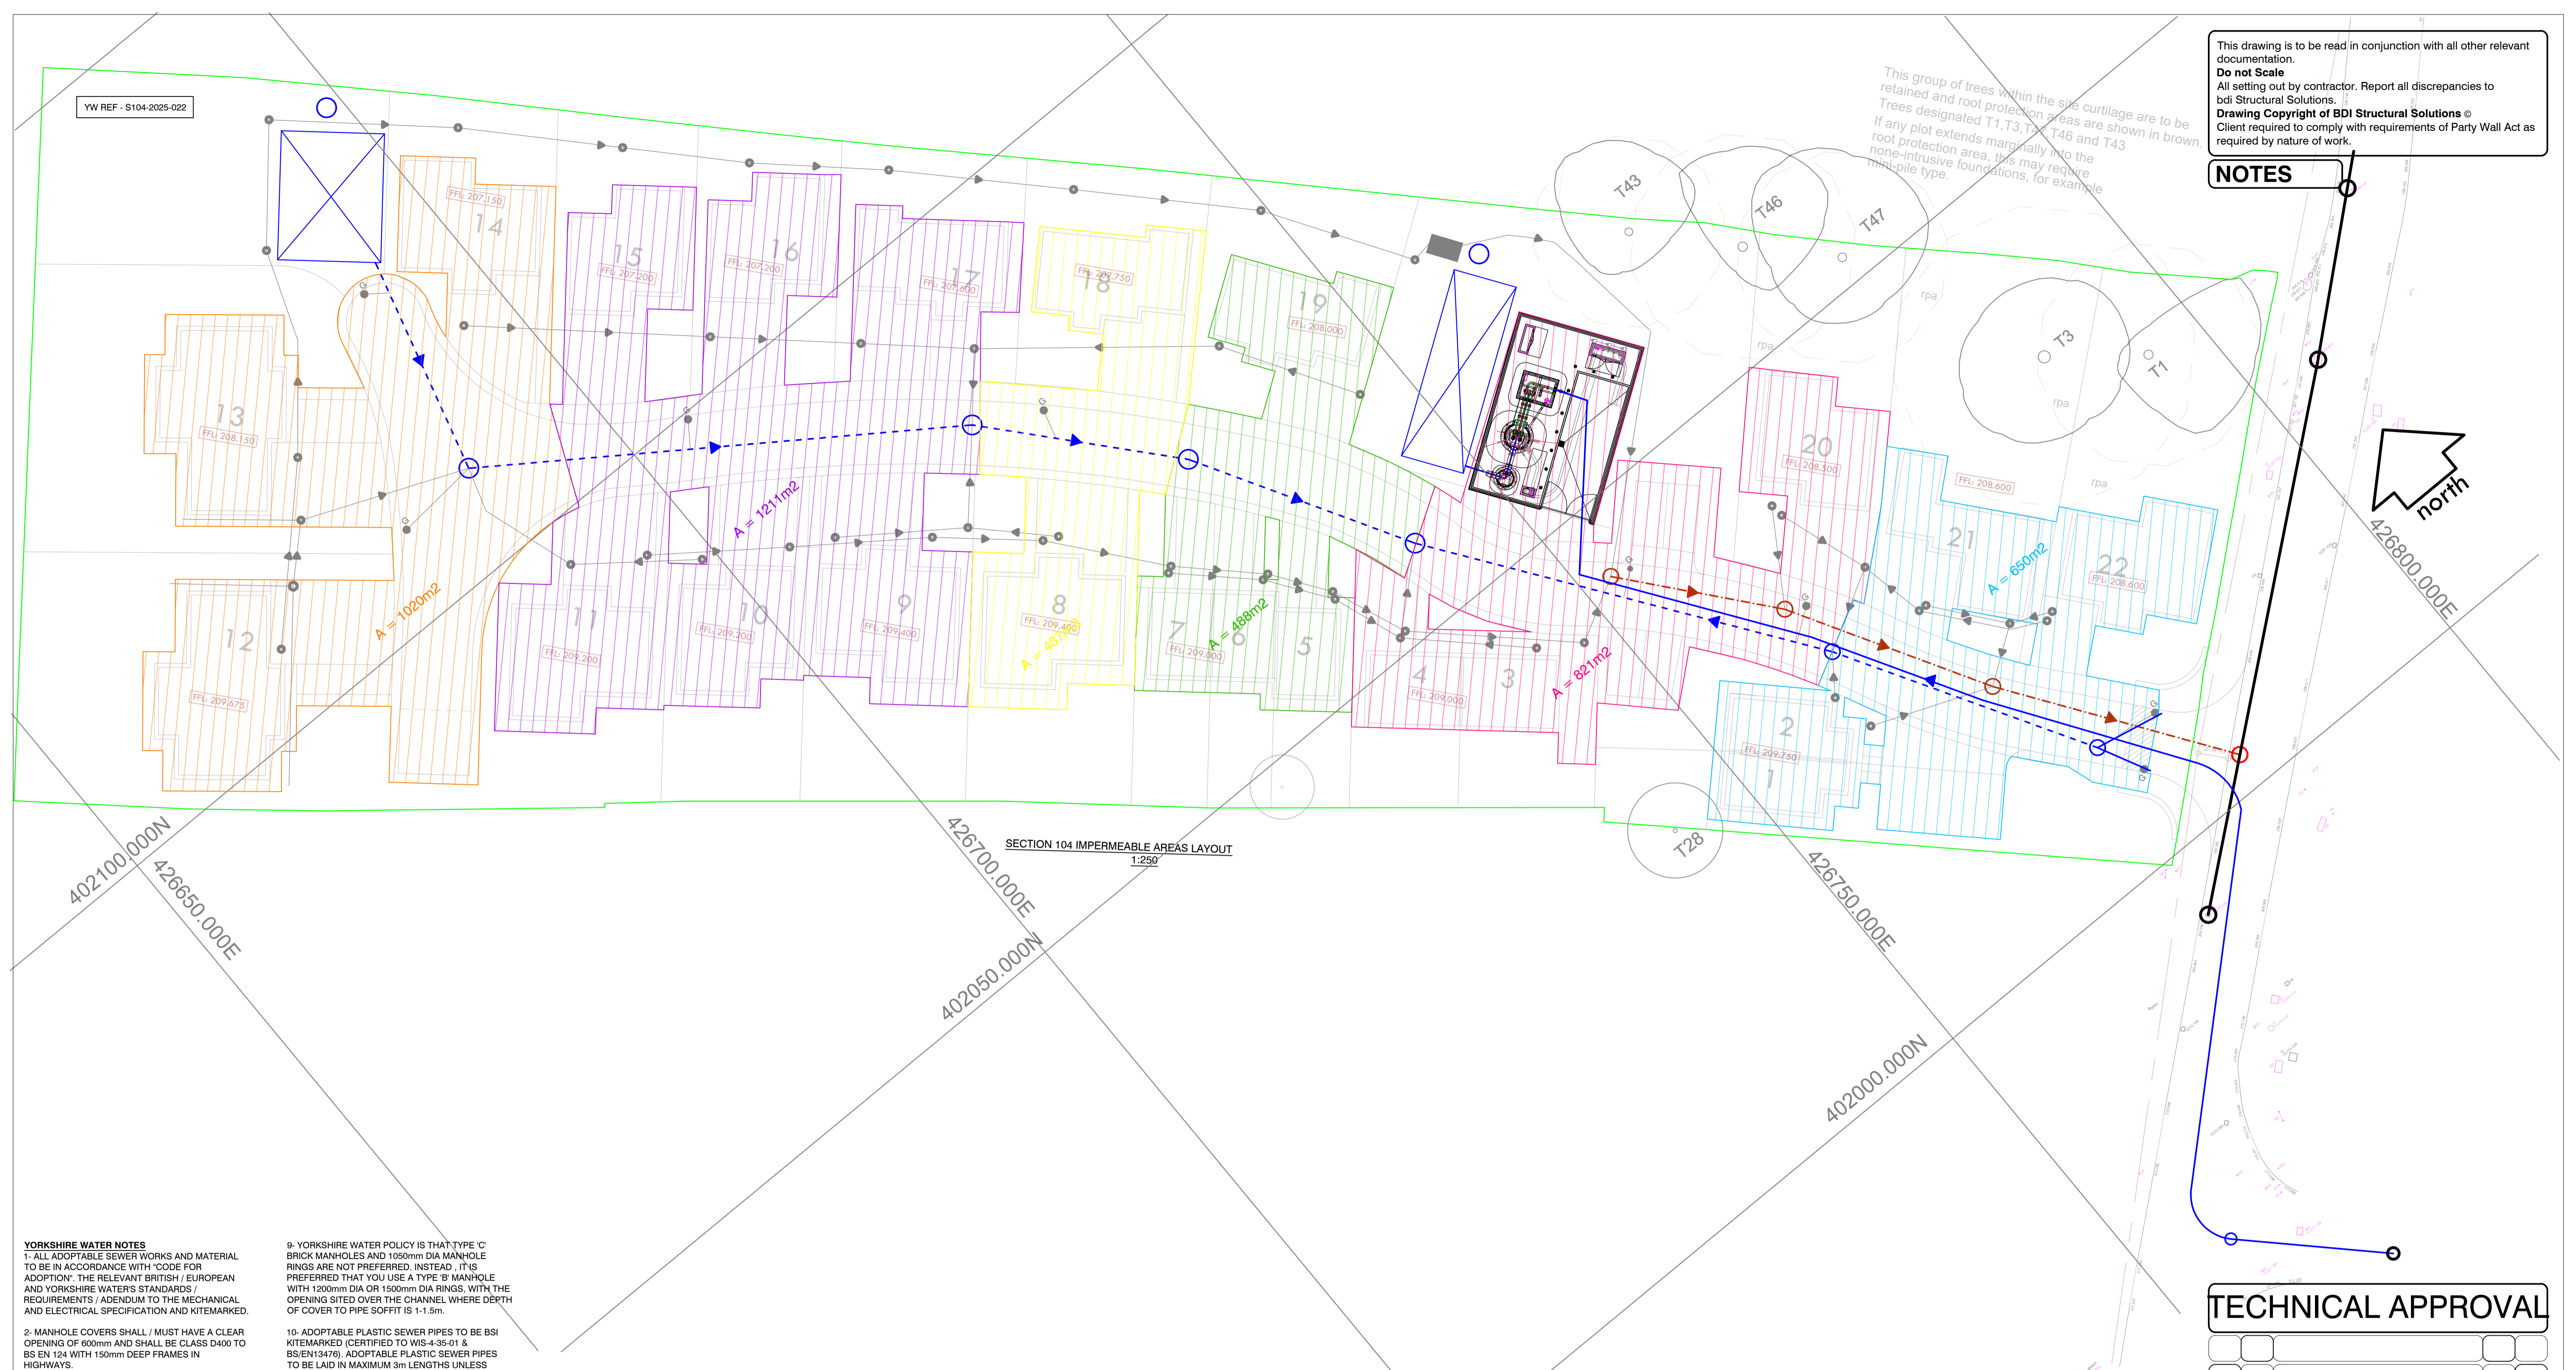 YW REF - S104-2025-022
This group of trees within the site curtilage are to be
retained and root protection areas are shown in brown.
Trees designated T1,T3,T47,T46 and T43
If any plot extends marginally into the
root protection area, this may require
none-intrusive foundations, for example
mini-pile type.
This drawing is to be read in conjunction with all other relevant
documentation.
Do not Scale
All setting out by contractor. Report all discrepancies to
bdi Structural Solutions.
Drawing Copyright of BDI Structural Solutions ©
Client required to comply with requirements of Party Wall Act as
required by nature of work.
NOTES
T43
T46
T47
T3
T1
rpa
rpa
rpa
rpa
FFL: 207.150
14
15
FFL: 207.200
16
FFL: 207.200
17
FFL: 207.600
FFL: 207.750
18
19
FFL: 208.000
20
FFL: 208.500
FFL: 208.600
21
22
FFL: 208.600
A = 650m2
13
FFL: 208.150
12
FFL: 209.675
A = 1020m2
A = 1211m2
11
FFL: 209.200
10
FFL: 209.200
9
FFL: 209.400
8
FFL: 209.400
7
6
5
FFL: 209.000
A = 488m2
4
3
FFL: 209.000
A = 821m2
2
FFL: 209.750
1
T28
G
G
G
G
G
G
G
G
north
426800.000E
402100.000N
426650.000E
426700.000E
402050.000N
426750.000E
402000.000N
SECTION 104 IMPERMEABLE AREAS LAYOUT
1:250
YORKSHIRE WATER NOTES
1- ALL ADOPTABLE SEWER WORKS AND MATERIAL
TO BE IN ACCORDANCE WITH "CODE FOR
ADOPTION". THE RELEVANT BRITISH / EUROPEAN
AND YORKSHIRE WATER'S STANDARDS /
REQUIREMENTS / ADENDUM TO THE MECHANICAL
AND ELECTRICAL SPECIFICATION AND KITEMARKED.
2- MANHOLE COVERS SHALL / MUST HAVE A CLEAR
OPENING OF 600mm AND SHALL BE CLASS D400 TO
BS EN 124 WITH 150mm DEEP FRAMES IN
HIGHWAYS.
9- YORKSHIRE WATER POLICY IS THAT TYPE 'C'
BRICK MANHOLES AND 1050mm DIA MANHOLE
RINGS ARE NOT PREFERRED. INSTEAD , IT IS
PREFERRED THAT YOU USE A TYPE 'B' MANHOLE
WITH 1200mm DIA OR 1500mm DIA RINGS, WITH THE
OPENING SITED OVER THE CHANNEL WHERE DEPTH
OF COVER TO PIPE SOFFIT IS 1-1.5m.
10- ADOPTABLE PLASTIC SEWER PIPES TO BE BSI
KITEMARKED (CERTIFIED TO WIS-4-35-01 &
BS/EN13476). ADOPTABLE PLASTIC SEWER PIPES
TO BE LAID IN MAXIMUM 3m LENGTHS UNLESS
TECHNICAL APPROVAL